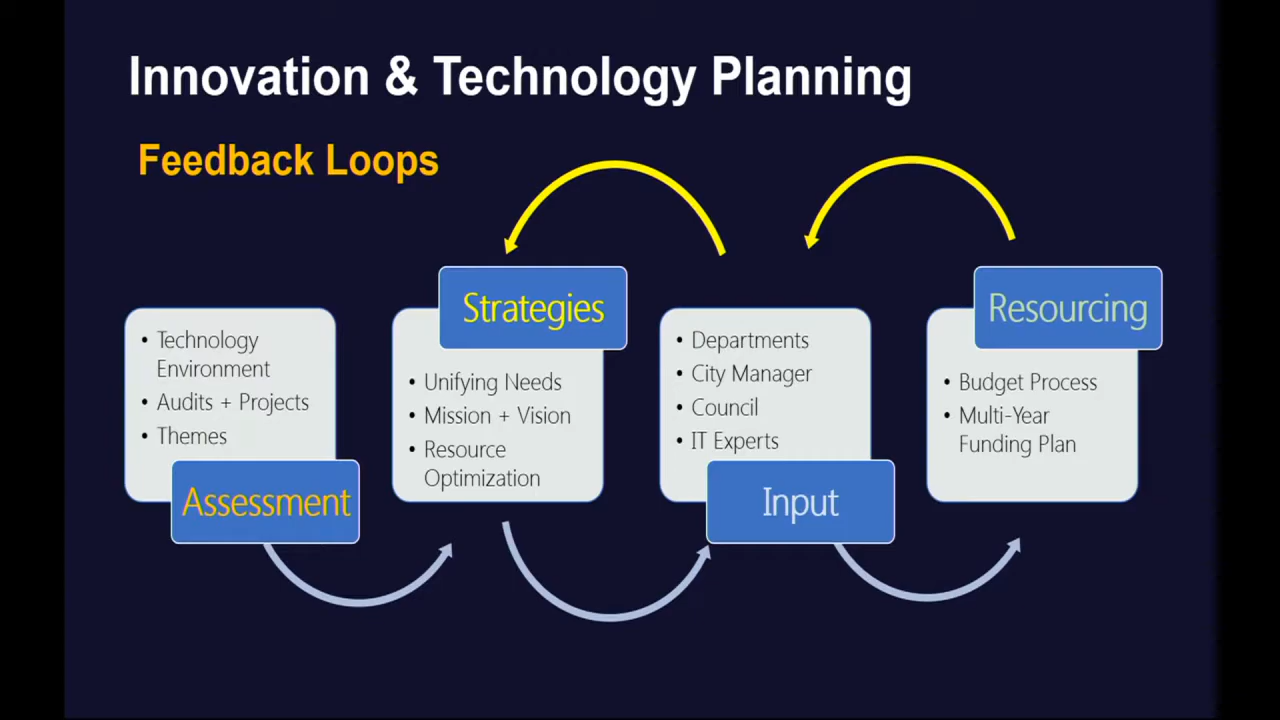 Innovation & Technology Planning
Feedback Loops
• Technology
Environment
• Audits + Projects
• Themes
Assessment
Strategies
• Unifying Needs
• Mission + Vision
• Resource
Optimization
• Departments
• City Manager
• Council
• IT Experts
Input
Resourcing
• Budget Process
• Multi-Year
Funding Plan